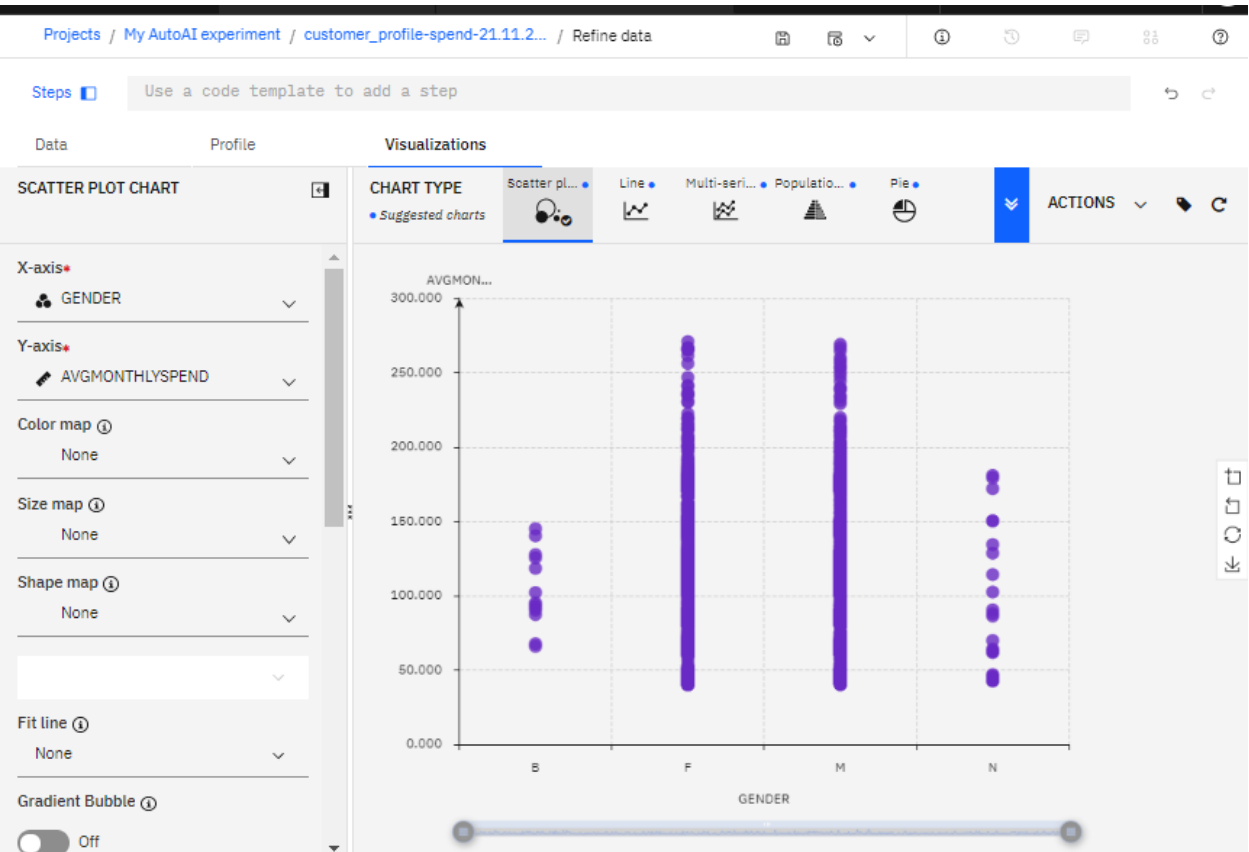 Projects / My AutoAI experiment / customer_profile-spend-21.11.2... / Refine data
Steps Use a code template to add a step
Data Profile Visualizations
SCATTER PLOT CHART
CHART TYPE
• Suggested charts
Scatter pl... Line Multi-seri... Populatio... Pie
ACTIONS
X-axis*
GENDER
Y-axis*
AVGMONTHLYSPEND
Color map
None
Size map
None
Shape map
None
Fit line
None
Gradient Bubble
Off
AVGMON...
300.000
250.000
200.000
150.000
100.000
50.000
0.000
B F M N
GENDER